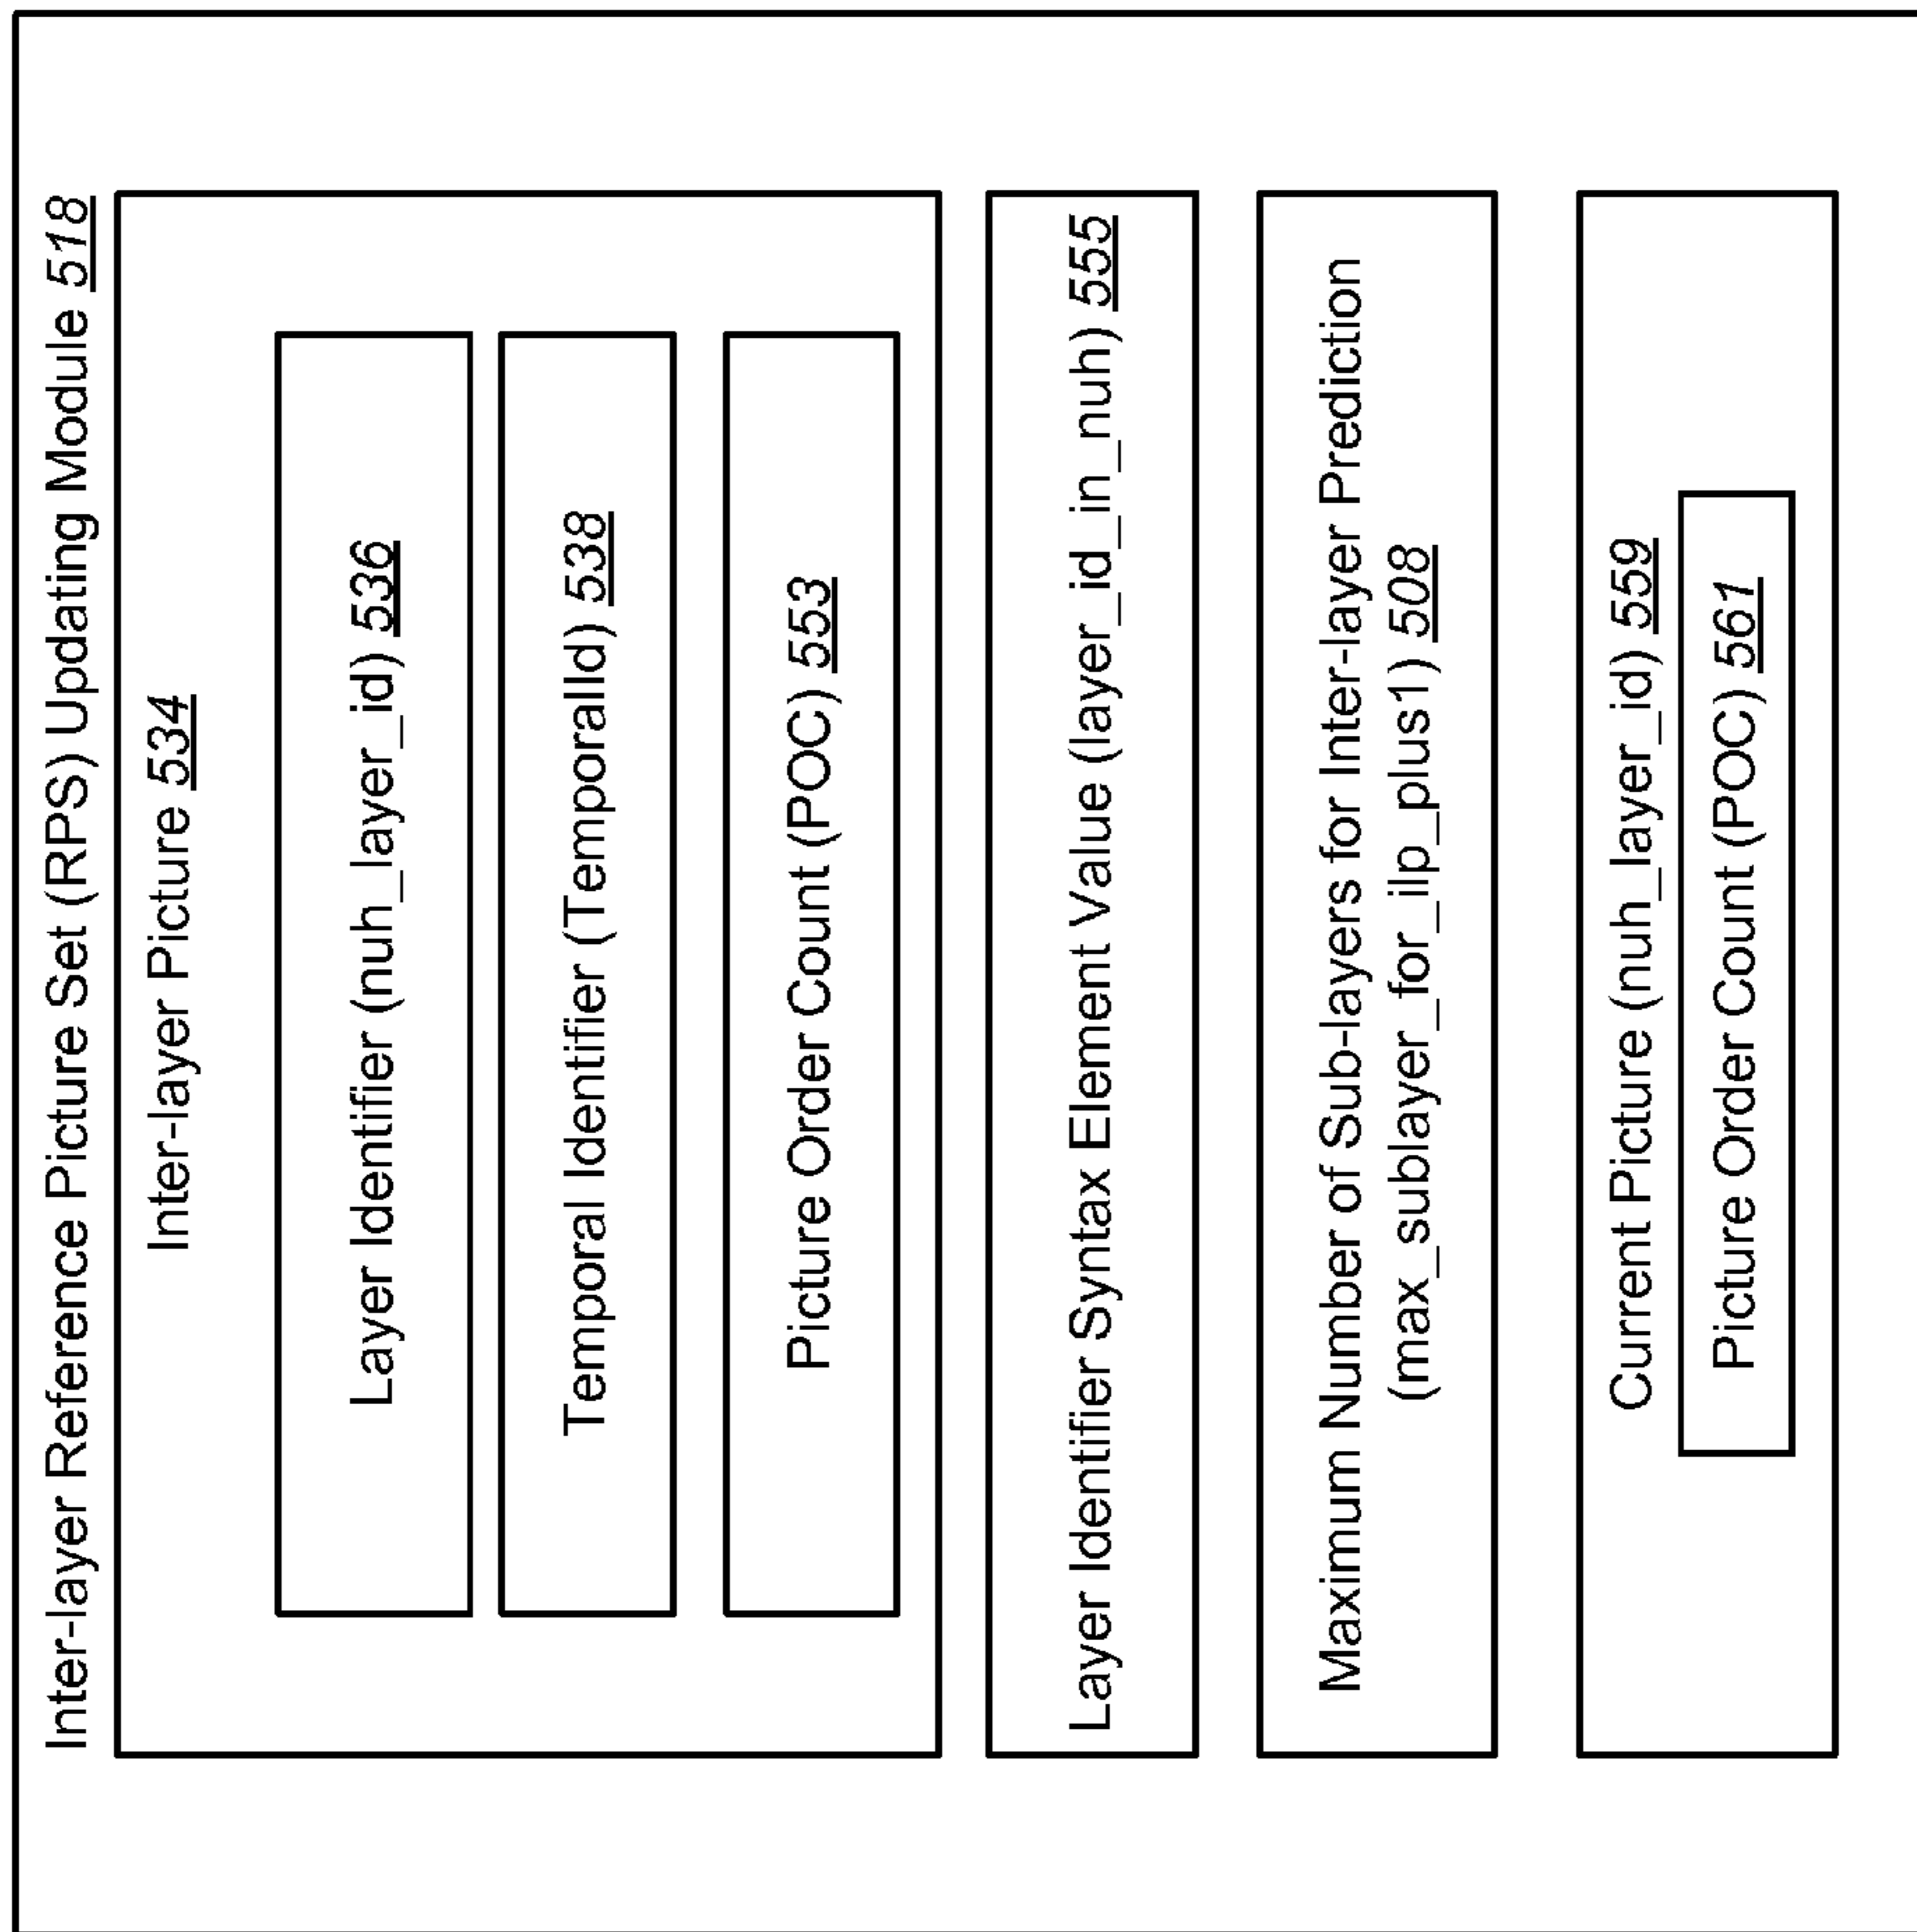 Inter-layer Reference Picture Set (RPS) Updating Module 518
Inter-layer Picture 534
Layer Identifier (nuh_layer_id) 536
Temporal Identifier (TemporalId) 538
Picture Order Count (POC) 553
Layer Identifier Syntax Element Value (layer_id_in_nuh) 555
Maximum Number of Sub-layers for Inter-layer Prediction
(max_sublayer_for_ilp_plus1) 508
Current Picture (nuh_layer_id) 559
Picture Order Count (POC) 561